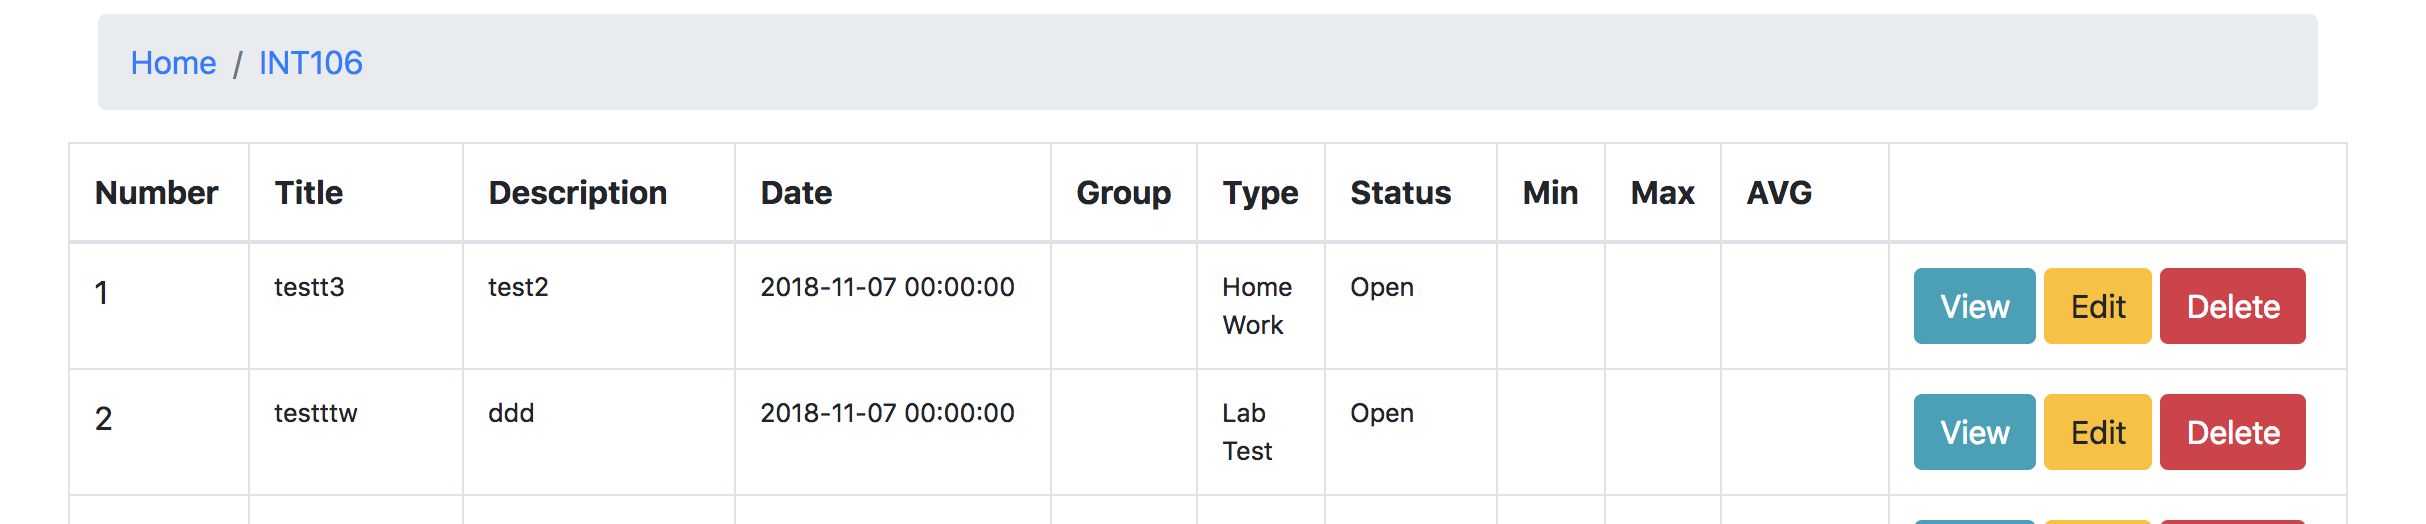 Home / INT106
Number Title Description Date Group Type Status Min Max AVG
1 testt3 test2 2018-11-07 00:00:00 Home Open View Edit Delete
Work
2 testttw ddd 2018-11-07 00:00:00 Lab Open View Edit Delete
Test